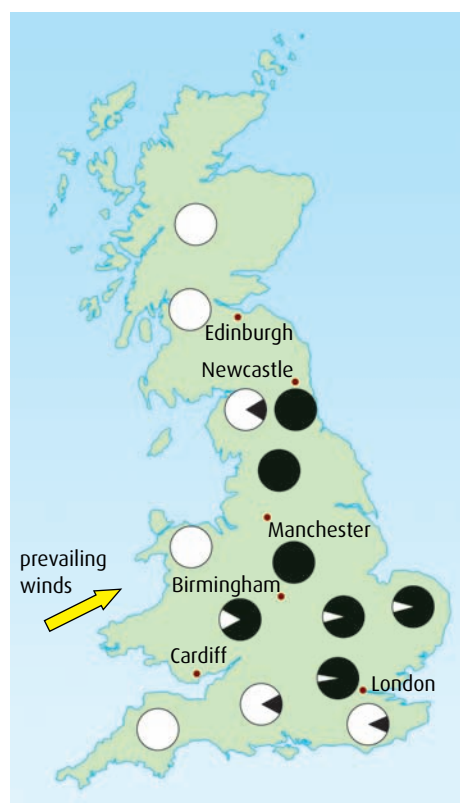 Edinburgh
Newcastle
Manchester
prevailing
winds
Birmingham
Cardiff
London